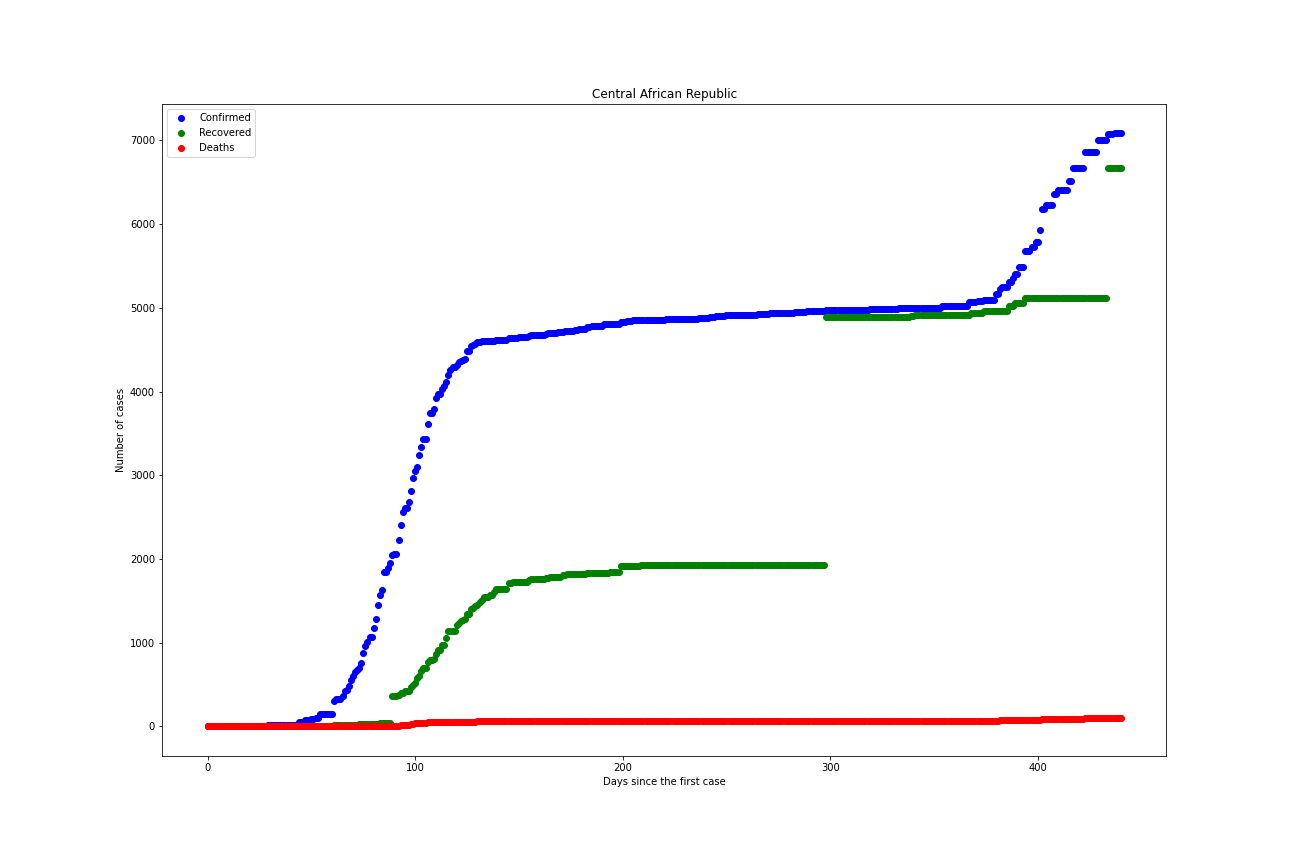 Central African Republic
Confirmed
Recovered
Deaths
7000
6000
5000
4000
3000
2000
1000
0
Number of cases
0 100 200 300 400
Days since the first case